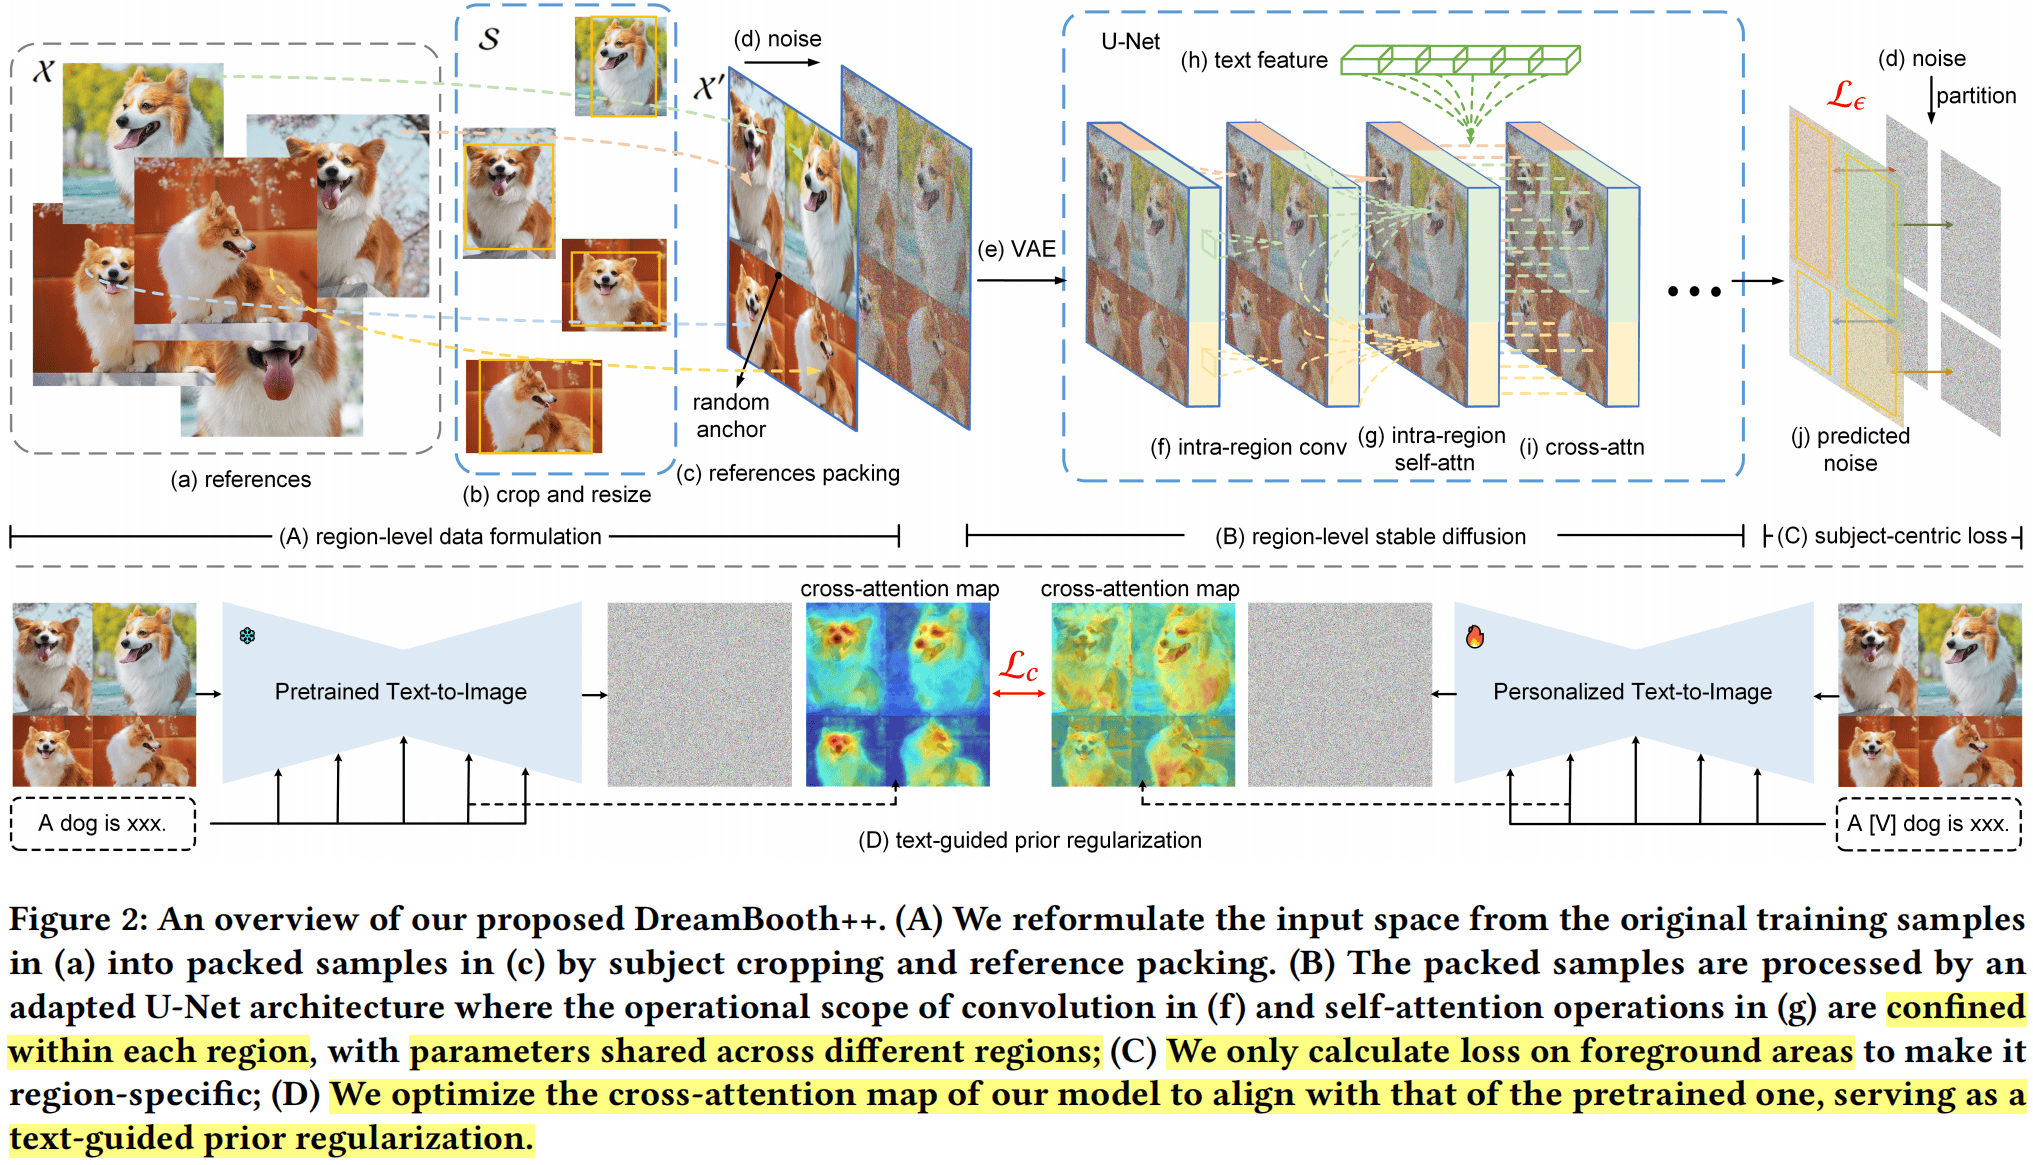 X
S
(d) noise
X′
U-Net
(h) text feature
(d) noise
ℒϵ
partition
(e) VAE
random
anchor
(a) references
(b) crop and resize
(c) references packing
(f) intra-region conv
(g) intra-region
self-attn
(i) cross-attn
(j) predicted
noise
(A) region-level data formulation
(B) region-level stable diffusion
(C) subject-centric loss
cross-attention map
cross-attention map
Pretrained Text-to-Image
ℒc
Personalized Text-to-Image
A dog is xxx.
(D) text-guided prior regularization
A [V] dog is xxx.
Figure 2: An overview of our proposed DreamBooth++. (A) We reformulate the input space from the original training samples
in (a) into packed samples in (c) by subject cropping and reference packing. (B) The packed samples are processed by an
adapted U-Net architecture where the operational scope of convolution in (f) and self-attention operations in (g) are confined
within each region, with parameters shared across different regions; (C) We only calculate loss on foreground areas to make it
region-specific; (D) We optimize the cross-attention map of our model to align with that of the pretrained one, serving as a
text-guided prior regularization.